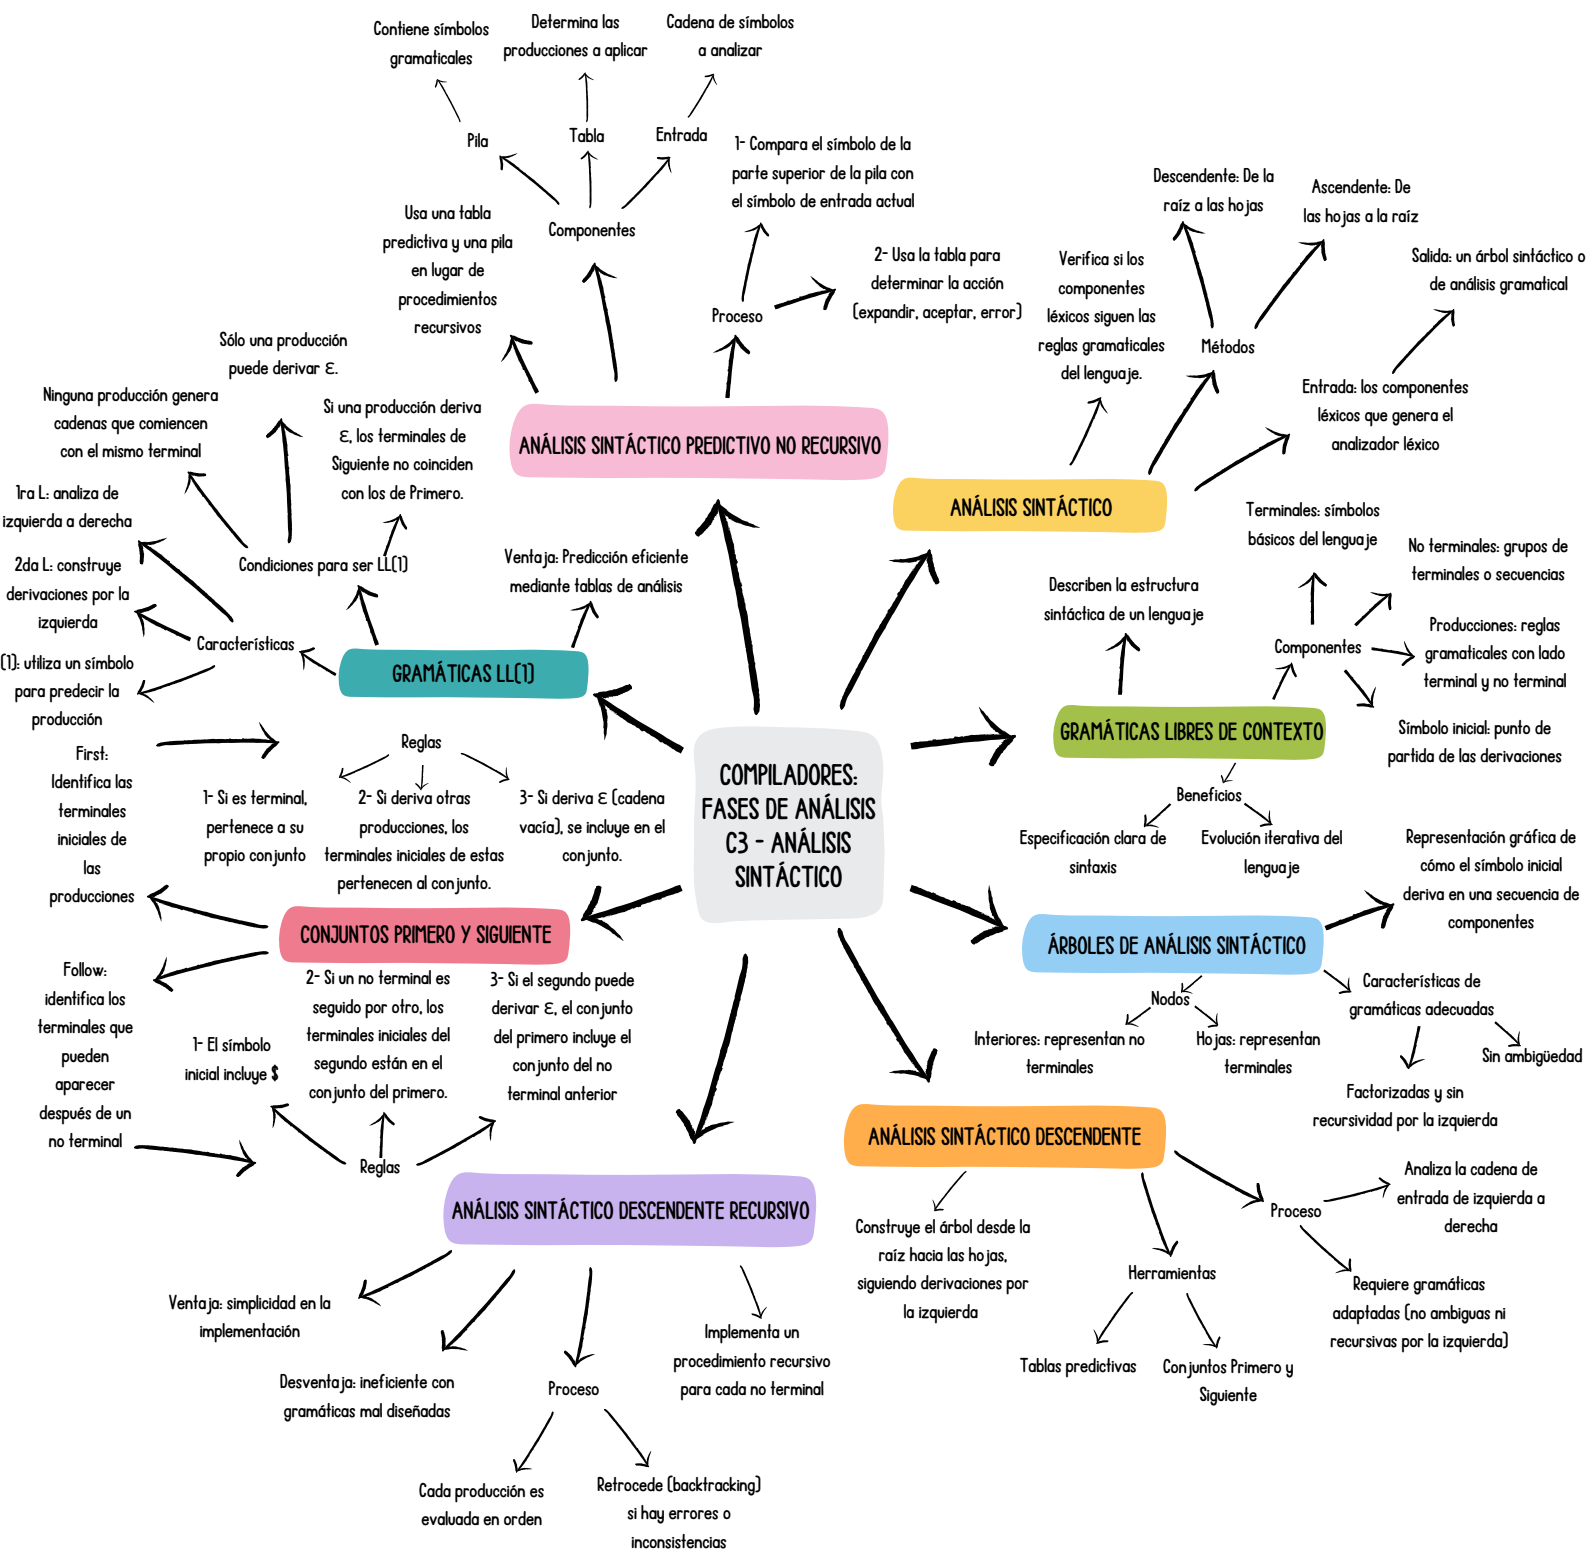 Contiene símbolos
gramaticales
Determina las
producciones a aplicar
Cadena de símbolos
a analizar
Pila
Tabla
Entrada
Componentes
Usa una tabla
predictiva y una pila
en lugar de
procedimientos
recursivos
1- Compara el símbolo de la
parte superior de la pila con
el símbolo de entrada actual
2- Usa la tabla para
determinar la acción
(expandir, aceptar, error)
Proceso
ANÁLISIS SINTÁCTICO PREDICTIVO NO RECURSIVO
Descendente: De la
raíz a las hojas
Ascendente: De
las hojas a la raíz
Verifica si los
componentes
léxicos siguen las
reglas gramaticales
del lenguaje.
Métodos
Salida: un árbol sintáctico o
de análisis gramatical
Entrada: los componentes
léxicos que genera el
analizador léxico
ANÁLISIS SINTÁCTICO
Sólo una producción
puede derivar ε.
Ninguna producción genera
cadenas que comiencen
con el mismo terminal
Si una producción deriva
ε, los terminales de
Siguiente no coinciden
con los de Primero.
1ra L: analiza de
izquierda a derecha
2da L: construye
derivaciones por la
izquierda
(1): utiliza un símbolo
para predecir la
producción
Condiciones para ser LL(1)
Características
Ventaja: Predicción eficiente
mediante tablas de análisis
GRAMÁTICAS LL(1)
Terminales: símbolos
básicos del lenguaje
No terminales: grupos de
terminales o secuencias
Describen la estructura
sintáctica de un lenguaje
Componentes
Producciones: reglas
gramaticales con lado
terminal y no terminal
Símbolo inicial: punto de
partida de las derivaciones
GRAMÁTICAS LIBRES DE CONTEXTO
Beneficios
Especificación clara de
sintaxis
Evolución iterativa del
lenguaje
COMPILADORES:
FASES DE ANÁLISIS
C3 - ANÁLISIS
SINTÁCTICO
First:
Identifica las
terminales
iniciales de
las
producciones
Reglas
1- Si es terminal,
pertenece a su
propio conjunto
2- Si deriva otras
producciones, los
terminales iniciales de estas
pertenecen al conjunto.
3- Si deriva ε (cadena
vacía), se incluye en el
conjunto.
CONJUNTOS PRIMERO Y SIGUIENTE
Follow:
identifica los
terminales que
pueden
aparecer
después de un
no terminal
1- El símbolo
inicial incluye $
2- Si un no terminal es
seguido por otro, los
terminales iniciales del
segundo están en el
conjunto del primero.
3- Si el segundo puede
derivar ε, el conjunto
del primero incluye el
conjunto del no
terminal anterior
Reglas
Representación gráfica de
cómo el símbolo inicial
deriva en una secuencia de
componentes
ÁRBOLES DE ANÁLISIS SINTÁCTICO
Nodos
Interiores: representan no
terminales
Hojas: representan
terminales
Características de
gramáticas adecuadas
Sin ambigüedad
Factorizadas y sin
recursividad por la izquierda
ANÁLISIS SINTÁCTICO DESCENDENTE
Construye el árbol desde la
raíz hacia las hojas,
siguiendo derivaciones por
la izquierda
Herramientas
Tablas predictivas
Conjuntos Primero y
Siguiente
Proceso
Analiza la cadena de
entrada de izquierda a
derecha
Requiere gramáticas
adaptadas (no ambiguas ni
recursivas por la izquierda)
ANÁLISIS SINTÁCTICO DESCENDENTE RECURSIVO
Ventaja: simplicidad en la
implementación
Desventaja: ineficiente con
gramáticas mal diseñadas
Proceso
Cada producción es
evaluada en orden
Retrocede (backtracking)
si hay errores o
inconsistencias
Implementa un
procedimiento recursivo
para cada no terminal